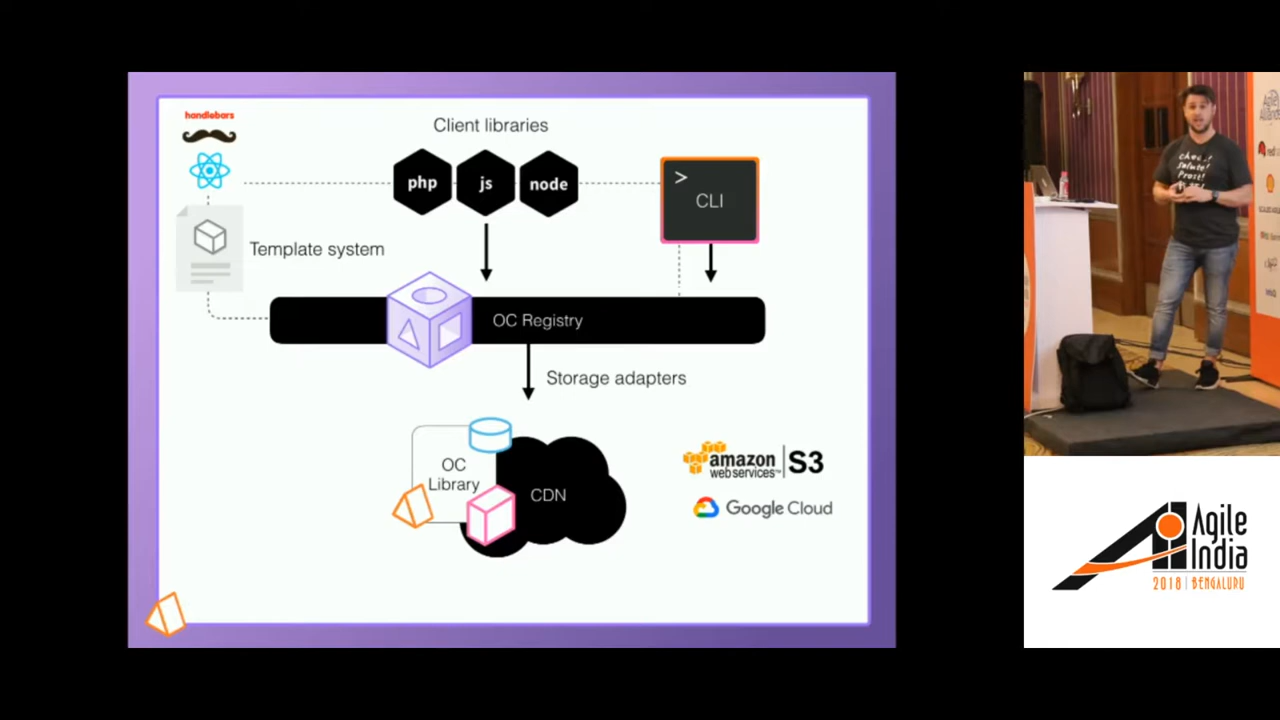 handlebars
Client libraries
php
js
node
>
CLI
Template system
OC Registry
Storage adapters
OC
Library
CDN
amazon
web services™
S3
Google Cloud
Agile
India
2018 | BENGALURU